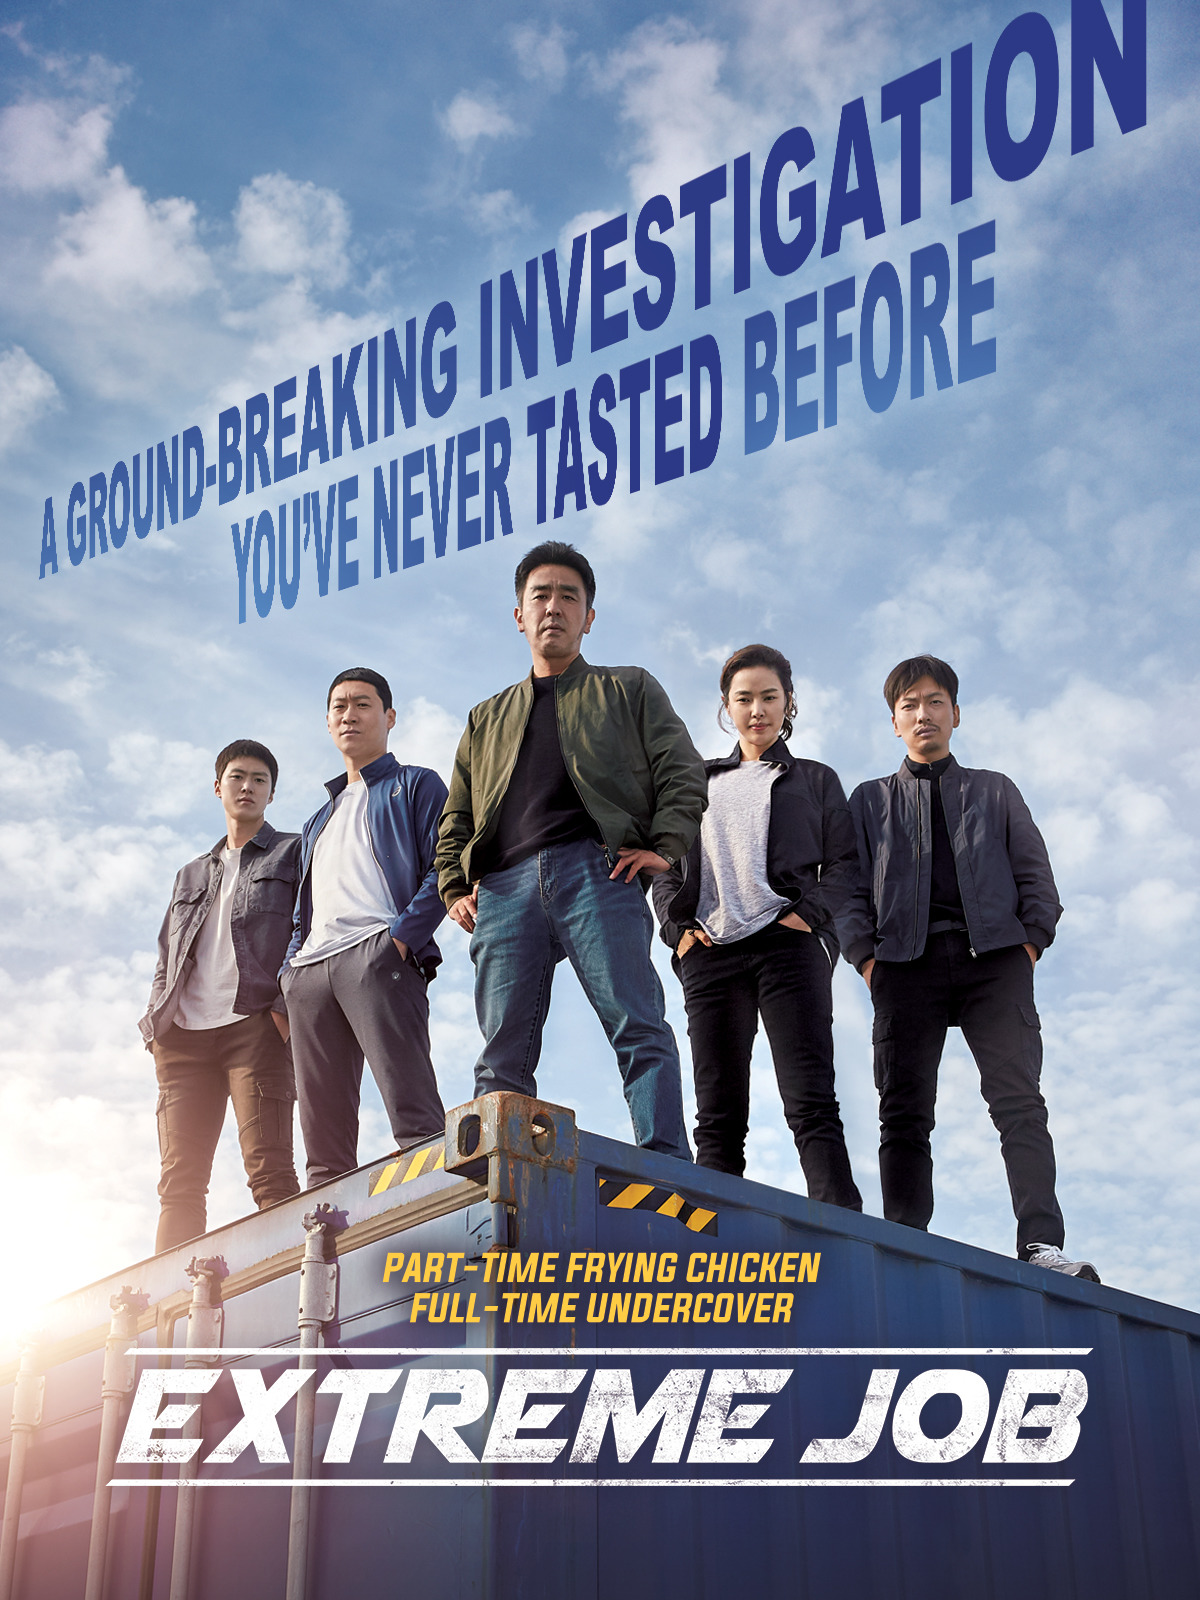 A GROUND-BREAKING INVESTIGATION
YOU'VE NEVER TASTED BEFORE
PART-TIME FRYING CHICKEN
FULL-TIME UNDERCOVER
EXTREME JOB